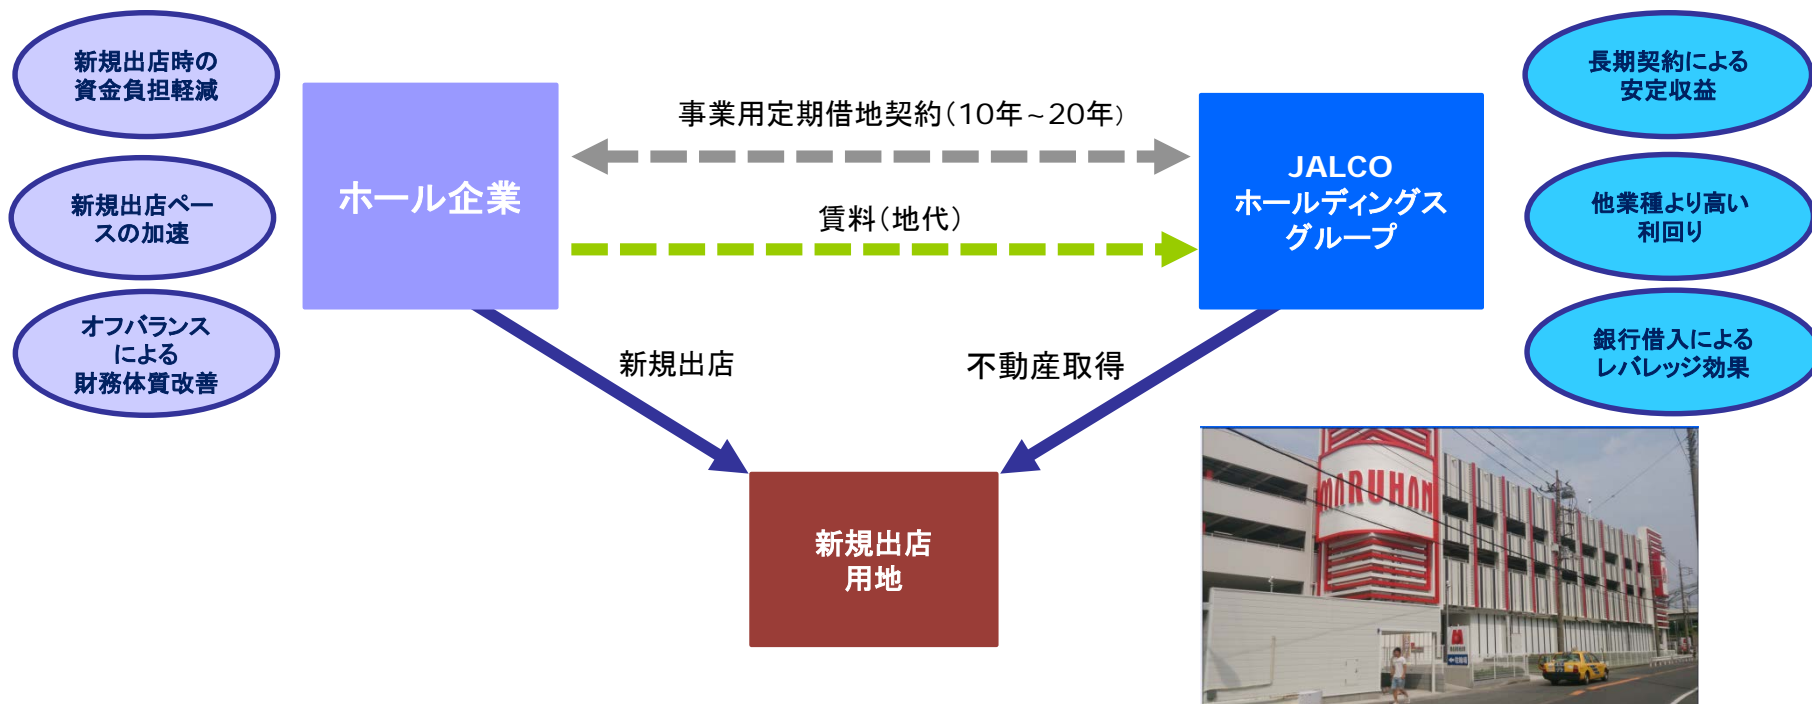 新規出店時の
資金負担軽減
新規出店ペー
スの加速
オフバランス
による
財務体質改善
ホール企業
事業用定期借地契約（10年~20年）
賃料（地代）
JALCO
ホールディングス
グループ
長期契約による
安定収益
他業種より高い
利回り
銀行借入による
レバレッジ効果
新規出店
不動産取得
新規出店
用地
MARUHAN